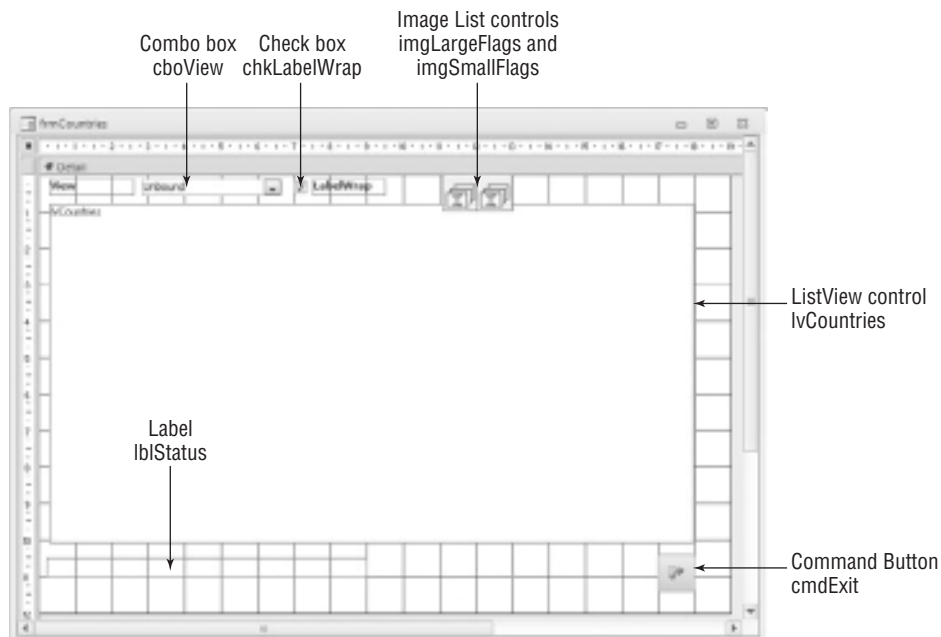 Combo box
cboView
Check box
chkLabelWrap
Image List controls
imgLargeFlags and
imgSmallFlags
frmCountries
Detail
View
Unbound
LabelWrap
lvCountries
ListView control
lvCountries
Label
lblStatus
Command Button
cmdExit